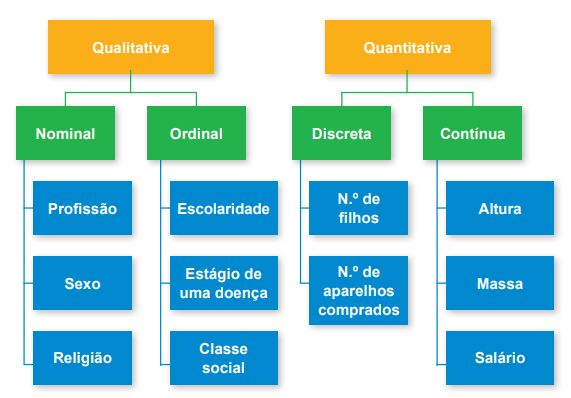 Qualitativa
Quantitativa
Nominal
Ordinal
Discreta
Contínua
Profissão
Escolaridade
N.º de
filhos
Altura
Sexo
Estágio de
uma doença
N.º de
aparelhos
comprados
Massa
Religião
Classe
social
Salário